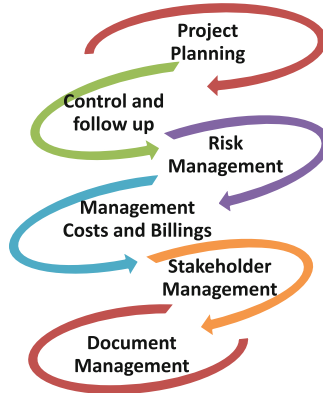 Project
Planning
Control and
follow up
Risk
Management
Management
Costs and Billings
Stakeholder
Management
Document
Management